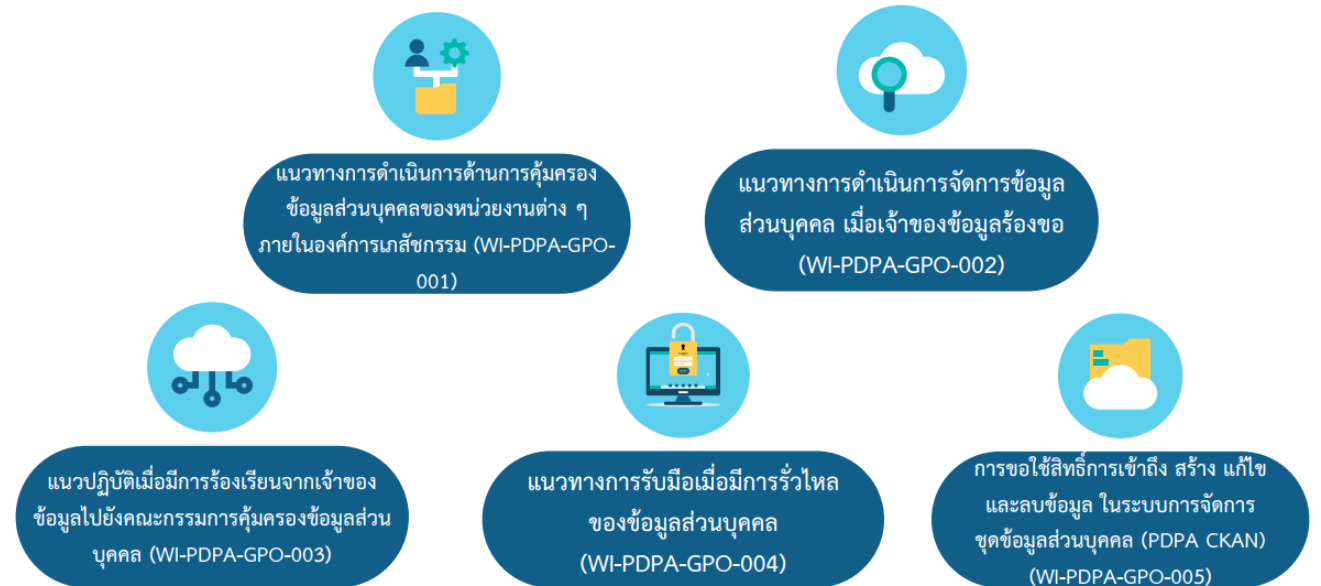 แนวทางการดำเนินการด้านการคุ้มครอง
ข้อมูลส่วนบุคคลของหน่วยงานต่าง ๆ
ภายในองค์การเภสัชกรรม (WI-PDPA-GPO-
001)
แนวทางการดำเนินการจัดการข้อมูล
ส่วนบุคคล เมื่อเจ้าของข้อมูลร้องขอ
(WI-PDPA-GPO-002)
แนวปฏิบัติเมื่อมีการร้องเรียนจากเจ้าของ
ข้อมูลไปยังคณะกรรมการคุ้มครองข้อมูลส่วน
บุคคล (WI-PDPA-GPO-003)
แนวทางการรับมือเมื่อมีการรั่วไหล
ของข้อมูลส่วนบุคคล
(WI-PDPA-GPO-004)
การขอใช้สิทธิ์การเข้าถึง สร้าง แก้ไข
และลบข้อมูล ในระบบการจัดการ
ชุดข้อมูลส่วนบุคคล (PDPA CKAN)
(WI-PDPA-GPO-005)